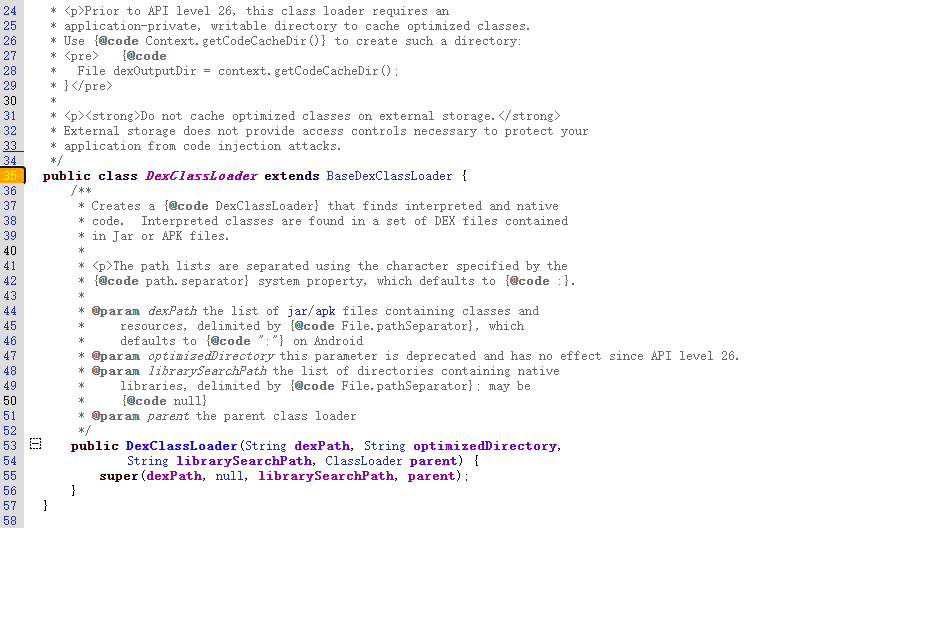 24 * <p>Prior to API level 26, this class loader requires an
25 * application-private, writable directory to cache optimized classes.
26 * Use {@code Context.getCodeCacheDir()} to create such a directory:
27 * <pre>   {@code
28 *   File dexOutputDir = context.getCodeCacheDir();
29 * }</pre>
30 *
31 * <p><strong>Do not cache optimized classes on external storage.</strong>
32 * External storage does not provide access controls necessary to protect your
33 * application from code injection attacks.
34 */
35 public class DexClassLoader extends BaseDexClassLoader {
36     /**
37      * Creates a {@code DexClassLoader} that finds interpreted and native
38      * code.  Interpreted classes are found in a set of DEX files contained
39      * in Jar or APK files.
40      *
41      * <p>The path lists are separated using the character specified by the
42      * {@code path.separator} system property, which defaults to {@code :}.
43      *
44      * @param dexPath the list of jar/apk files containing classes and
45      *     resources, delimited by {@code File.pathSeparator}, which
46      *     defaults to {@code ":"} on Android
47      * @param optimizedDirectory this parameter is deprecated and has no effect since API level 26.
48      * @param librarySearchPath the list of directories containing native
49      *     libraries, delimited by {@code File.pathSeparator}; may be
50      *     {@code null}
51      * @param parent the parent class loader
52      */
53     public DexClassLoader(String dexPath, String optimizedDirectory,
54             String librarySearchPath, ClassLoader parent) {
55         super(dexPath, null, librarySearchPath, parent);
56     }
57 }
58